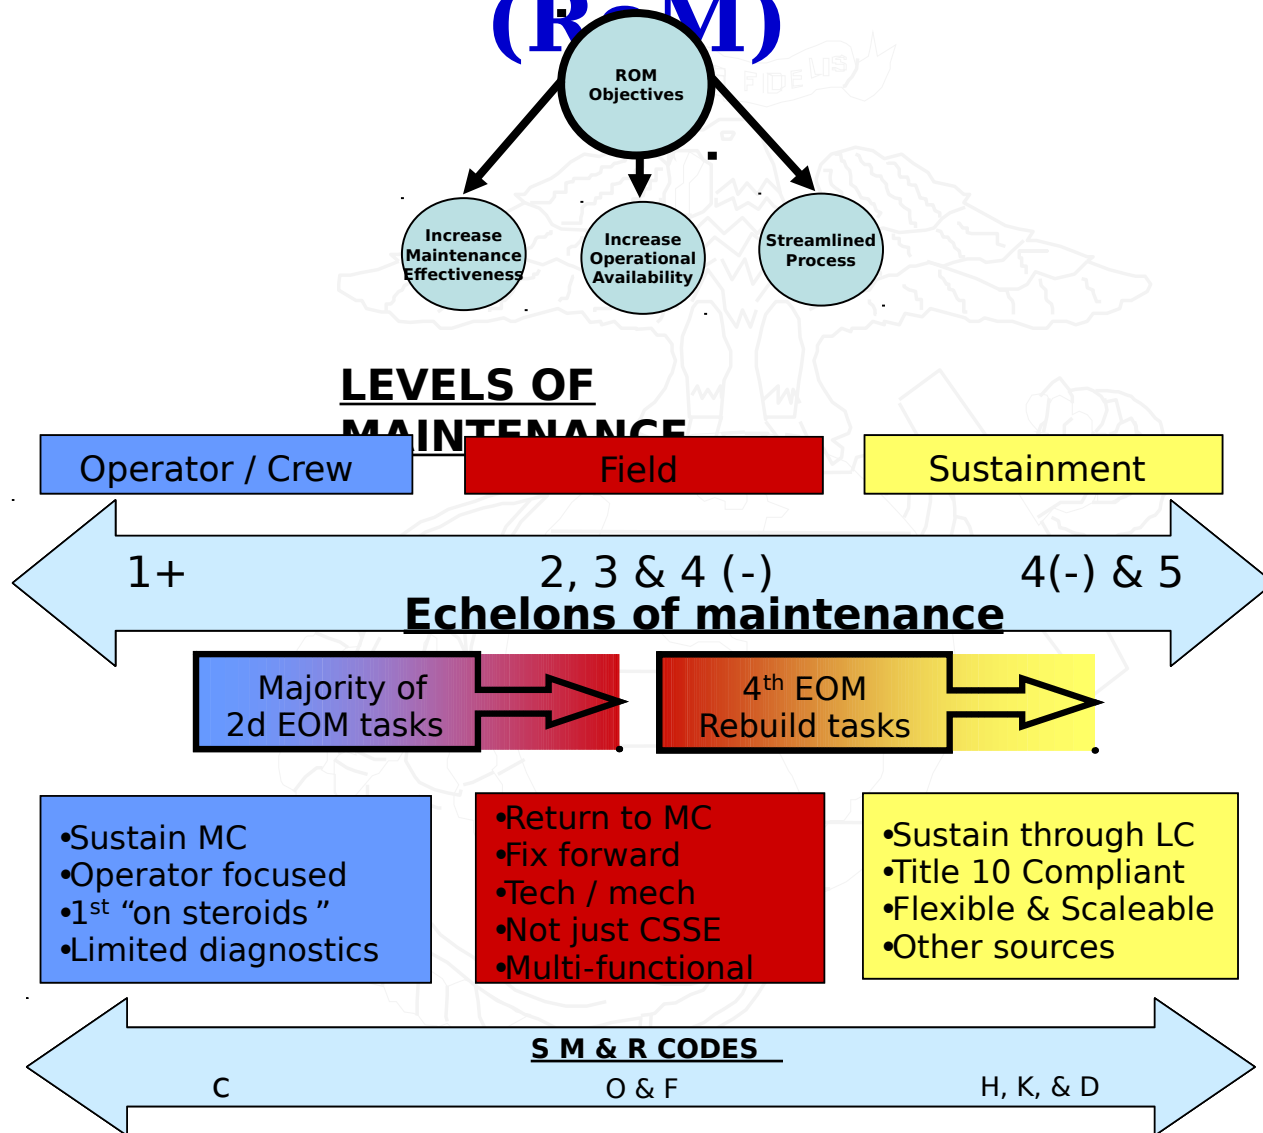 (RoM)
FIDELIS
ROM
Objectives
Increase
Maintenance
Effectiveness
Increase
Operational
Availability
Streamlined
Process
LEVELS OF
MAINTENANCE
Operator / Crew
Field
Sustainment
1+
2, 3 & 4 (-)
4(-) & 5
Echelons of maintenance
Majority of
2d EOM tasks
4th EOM
Rebuild tasks
•Sustain MC
•Operator focused
•1st “on steroids ”
•Limited diagnostics
•Return to MC
•Fix forward
•Tech / mech
•Not just CSSE
•Multi-functional
•Sustain through LC
•Title 10 Compliant
•Flexible & Scaleable
•Other sources
S M & R CODES
C
O & F
H, K, & D